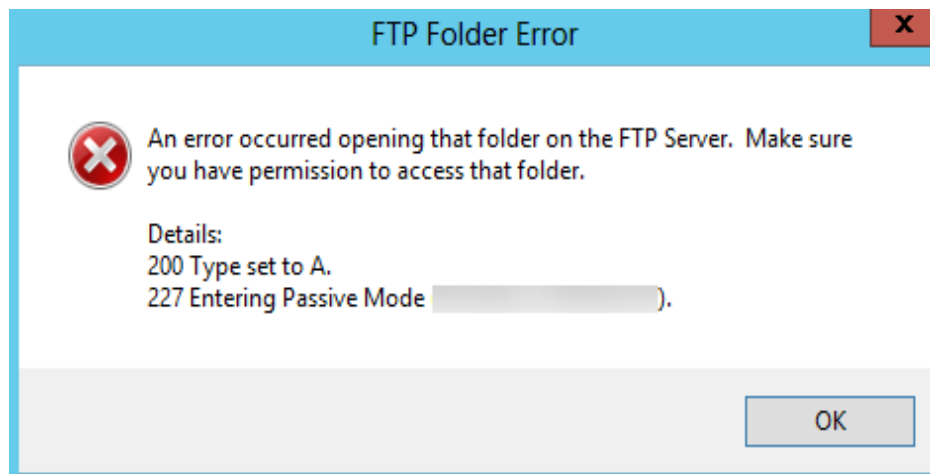 FTP Folder Error
X
An error occurred opening that folder on the FTP Server. Make sure
you have permission to access that folder.
Details:
200 Type set to A.
227 Entering Passive Mode ).
OK